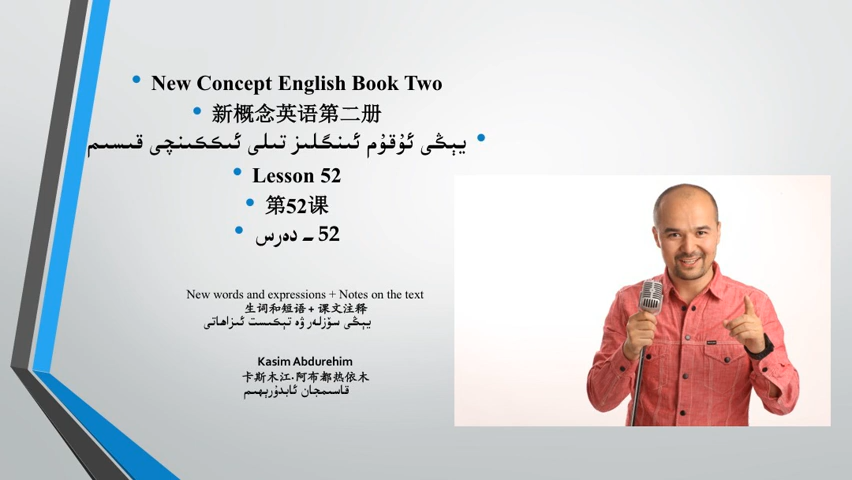 New Concept English Book Two
新概念英语第二册
يېڭى ئۇقۇم ئىنگلىز تىلى ئىككىنچى قىسىم
Lesson 52
第52课
52 ـ دەرس
New words and expressions + Notes on the text
生词和短语 + 课文注释
يېڭى سۆزلەر ۋە تېكىست ئىزاھاتى
Kasim Abdurehim
卡斯木江.阿布都热依木
قاسىمجان ئابدۇرېھىم